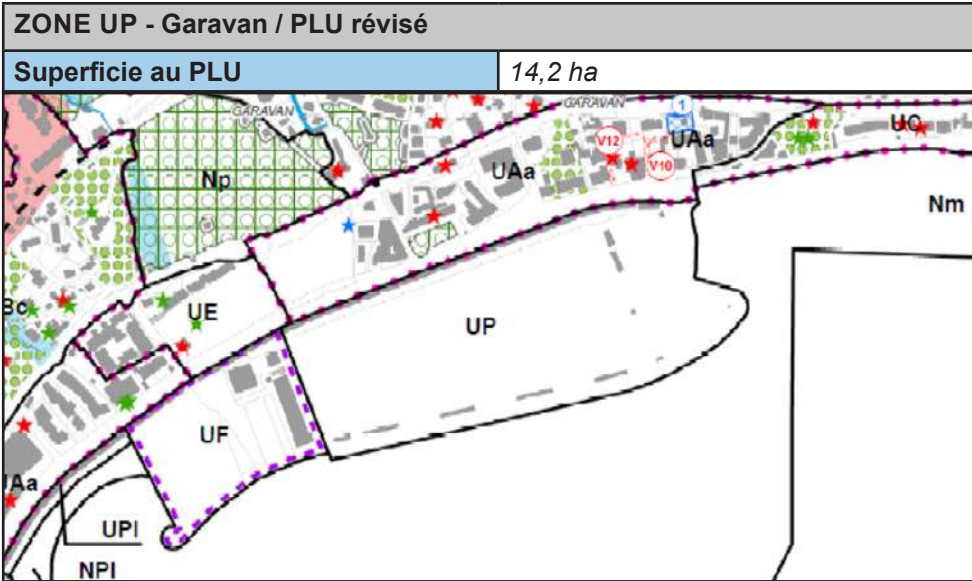 ZONE UP - Garavan / PLU révisé
Superficie au PLU 14,2 ha
GARAVAN GARAVAN
1
UC
V12 UAa
UAa V10
Np
Nm
Bc UE
UP
UF
UPI
NPI